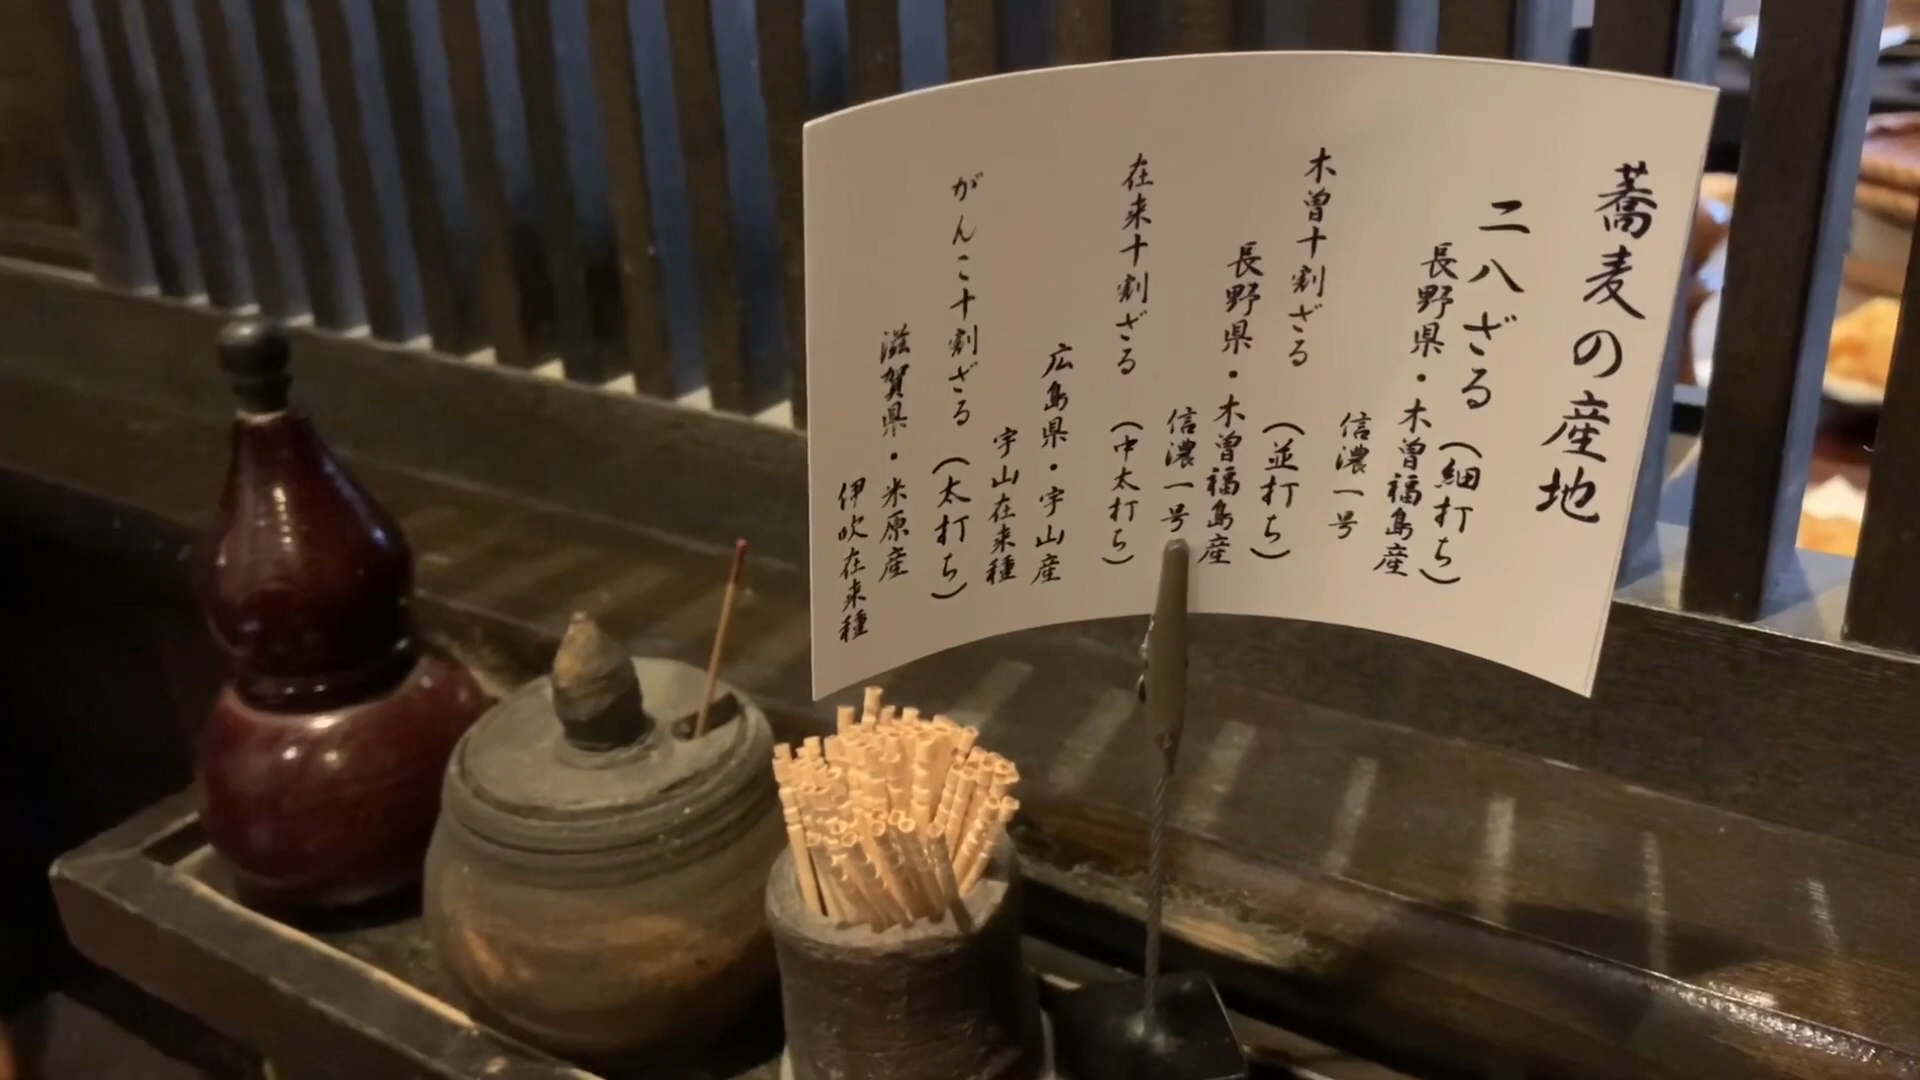 蕎麦の産地
二八ざる（細打ち）
長野県・木曽福島産
信濃一号
木曽十割ざる（並打ち）
長野県・木曽福島産
信濃一号
在来十割ざる（中太打ち）
広島県・宇山産
宇山在来種
がんこ十割ざる（太打ち）
滋賀県・米原産
伊吹在来種